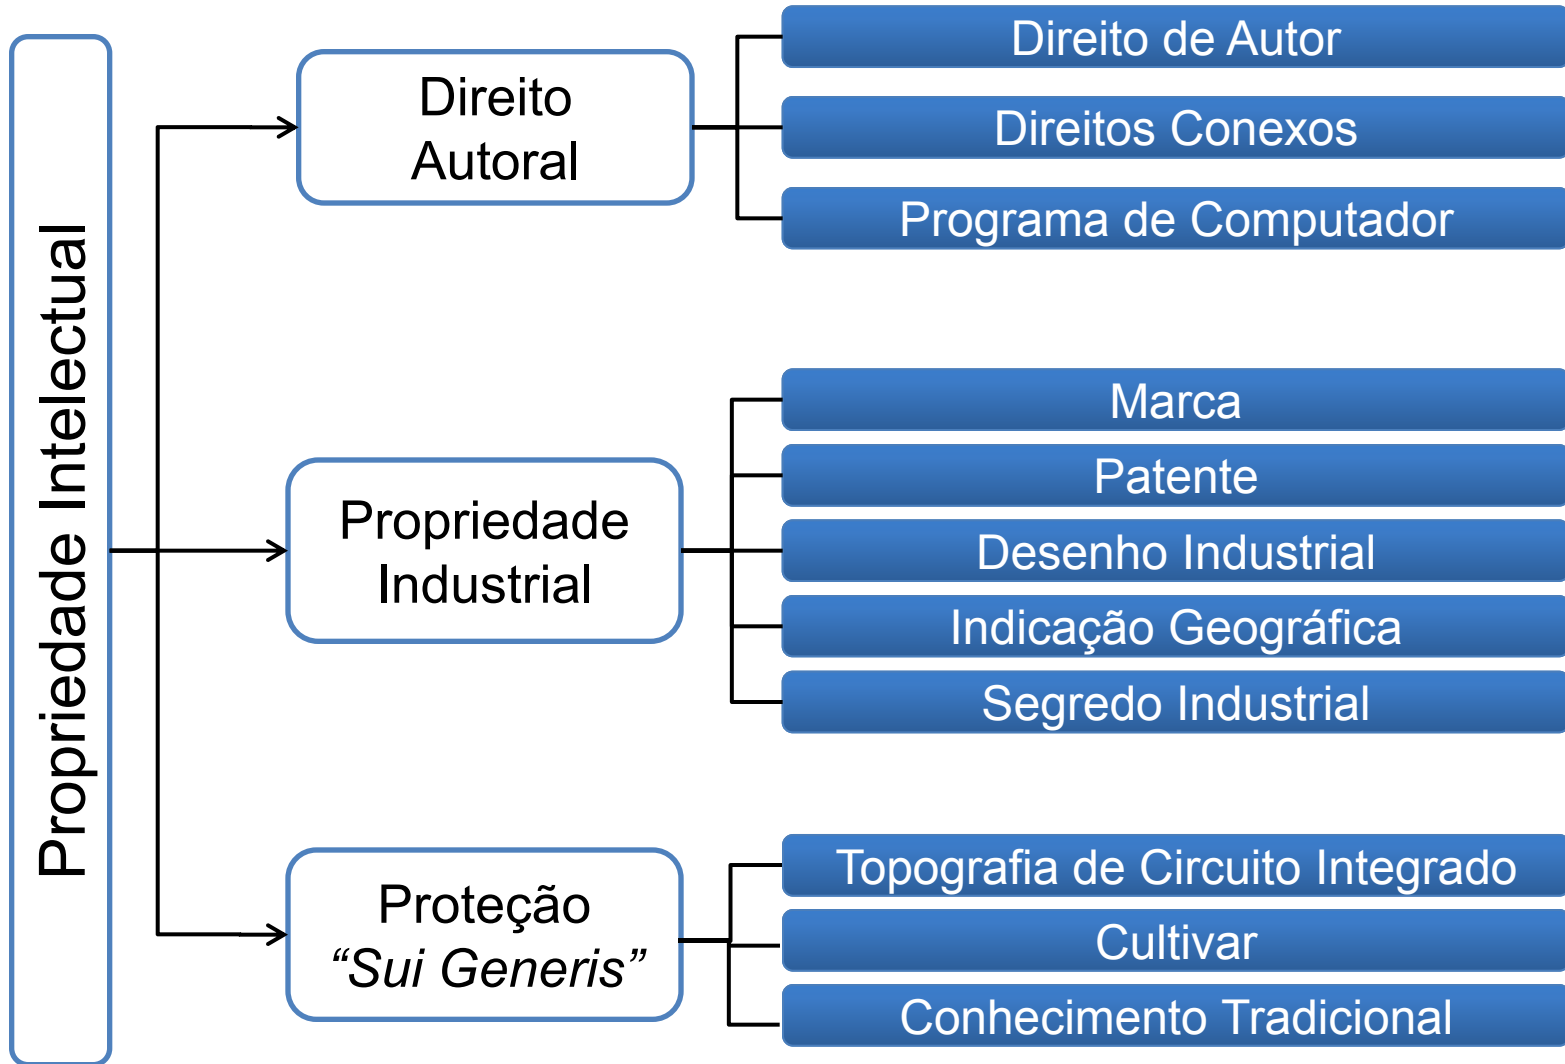 Propriedade Intelectual
Direito
Autoral
Direito de Autor
Direitos Conexos
Programa de Computador
Propriedade
Industrial
Marca
Patente
Desenho Industrial
Indicação Geográfica
Segredo Industrial
Proteção
“Sui Generis”
Topografia de Circuito Integrado
Cultivar
Conhecimento Tradicional